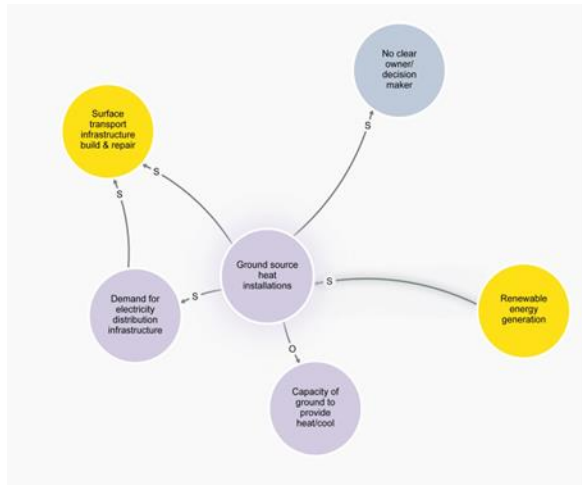 No clear
owner/
decision
maker
Surface
transport
infrastructure
build & repair
S
S
S
Ground source
heat
installations
S
S
Demand for
electricity
distribution
infrastructure
Renewable
energy
generation
O
Capacity of
ground to
provide
heat/cool